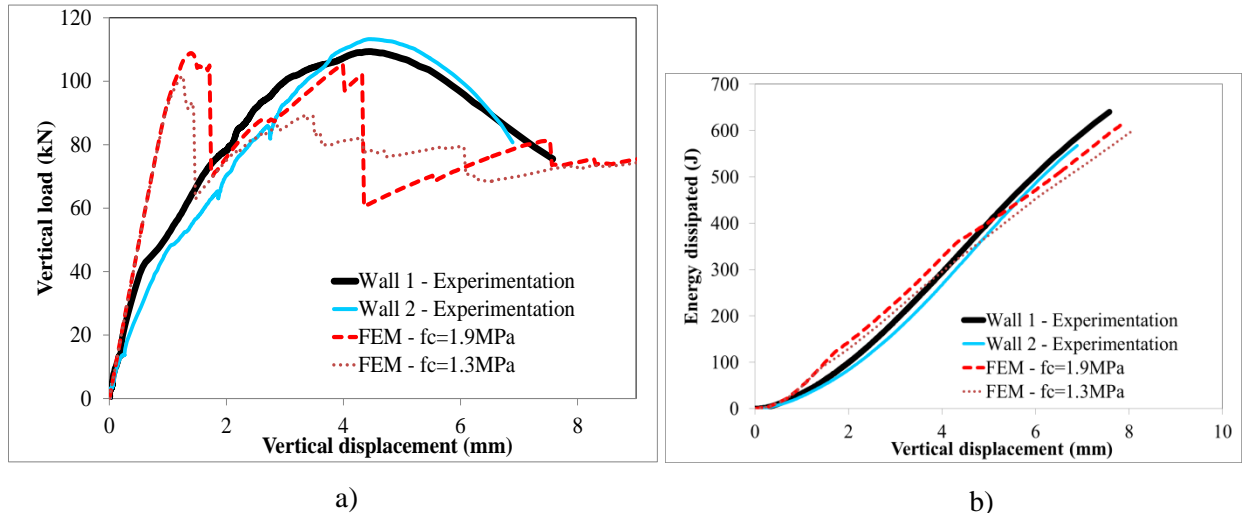 120
100
80
60
40
20
0
Vertical load (kN)
0 2 4 6 8
Vertical displacement (mm)
Wall 1 - Experimentation
Wall 2 - Experimentation
FEM - fc=1.9MPa
FEM - fc=1.3MPa
a)
700
600
500
400
300
200
100
0
Energy dissipated (J)
0 2 4 6 8 10
Vertical displacement (mm)
Wall 1 - Experimentation
Wall 2 - Experimentation
FEM - fc=1.9MPa
FEM - fc=1.3MPa
b)